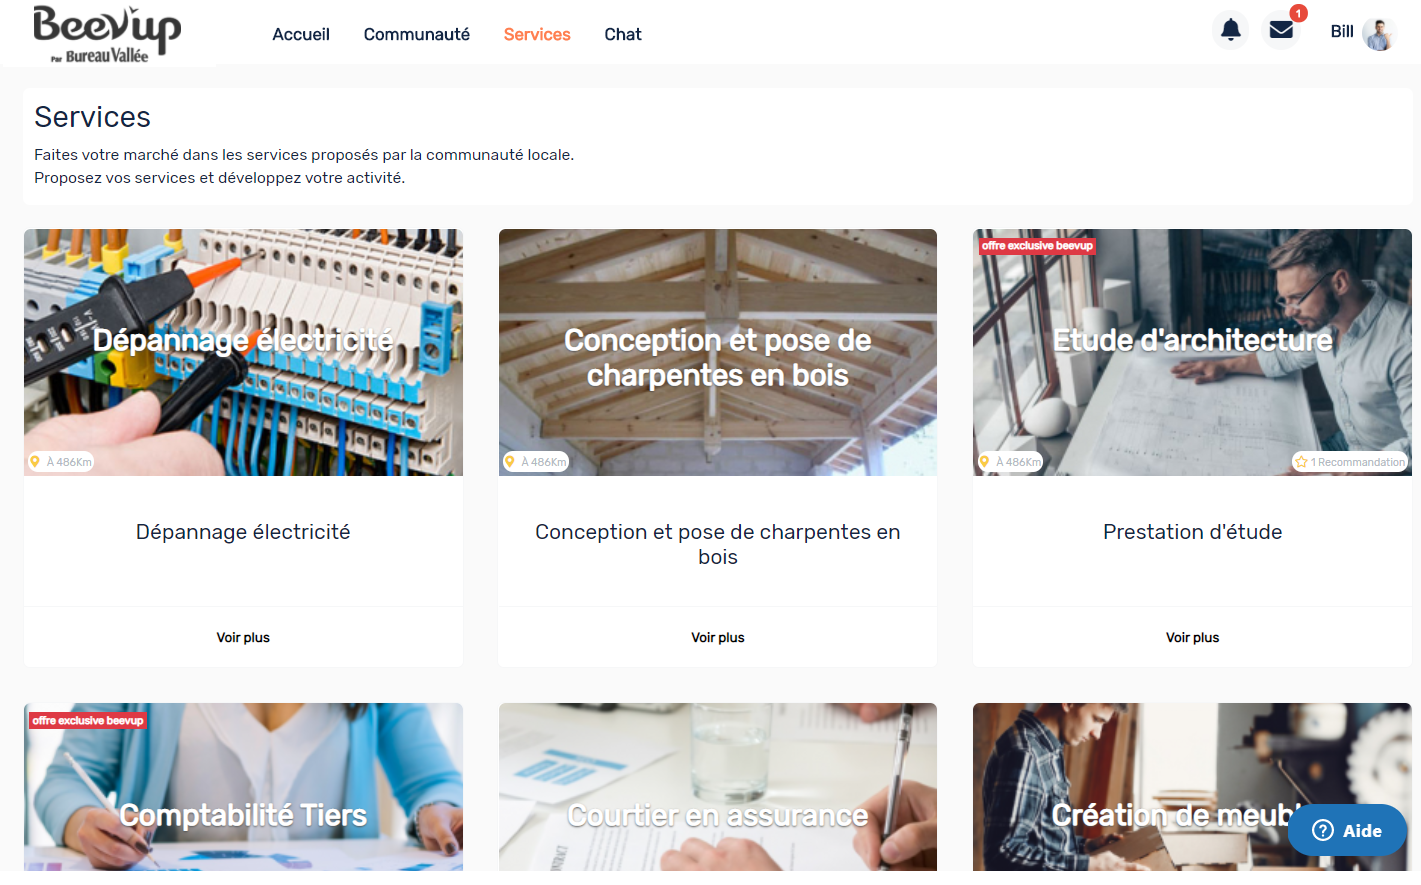 Beevup
Par Bureau Vallée
Accueil
Communauté
Services
Chat
1
Bill
Services
Faites votre marché dans les services proposés par la communauté locale.
Proposez vos services et développez votre activité.
Dépannage électricité
À 486Km
Dépannage électricité
Voir plus
Conception et pose de
charpentes en bois
À 486Km
Conception et pose de charpentes en
bois
Voir plus
offre exclusive beevup
Etude d'architecture
À 486Km
1 Recommandation
Prestation d'étude
Voir plus
offre exclusive beevup
Comptabilité Tiers
Courtier en assurance
Création de meub
Aide